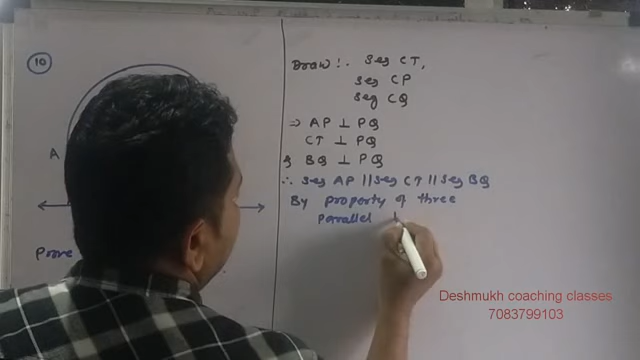 10
A
Prove
Draw :- seg CT,
seg CP
seg CQ
⇒ AP ⊥ PQ
CT ⊥ PQ
& BQ ⊥ PQ
∴ seg AP || seg CT || seg BQ
By property of three
parallel
Deshmukh coaching classes
7083799103